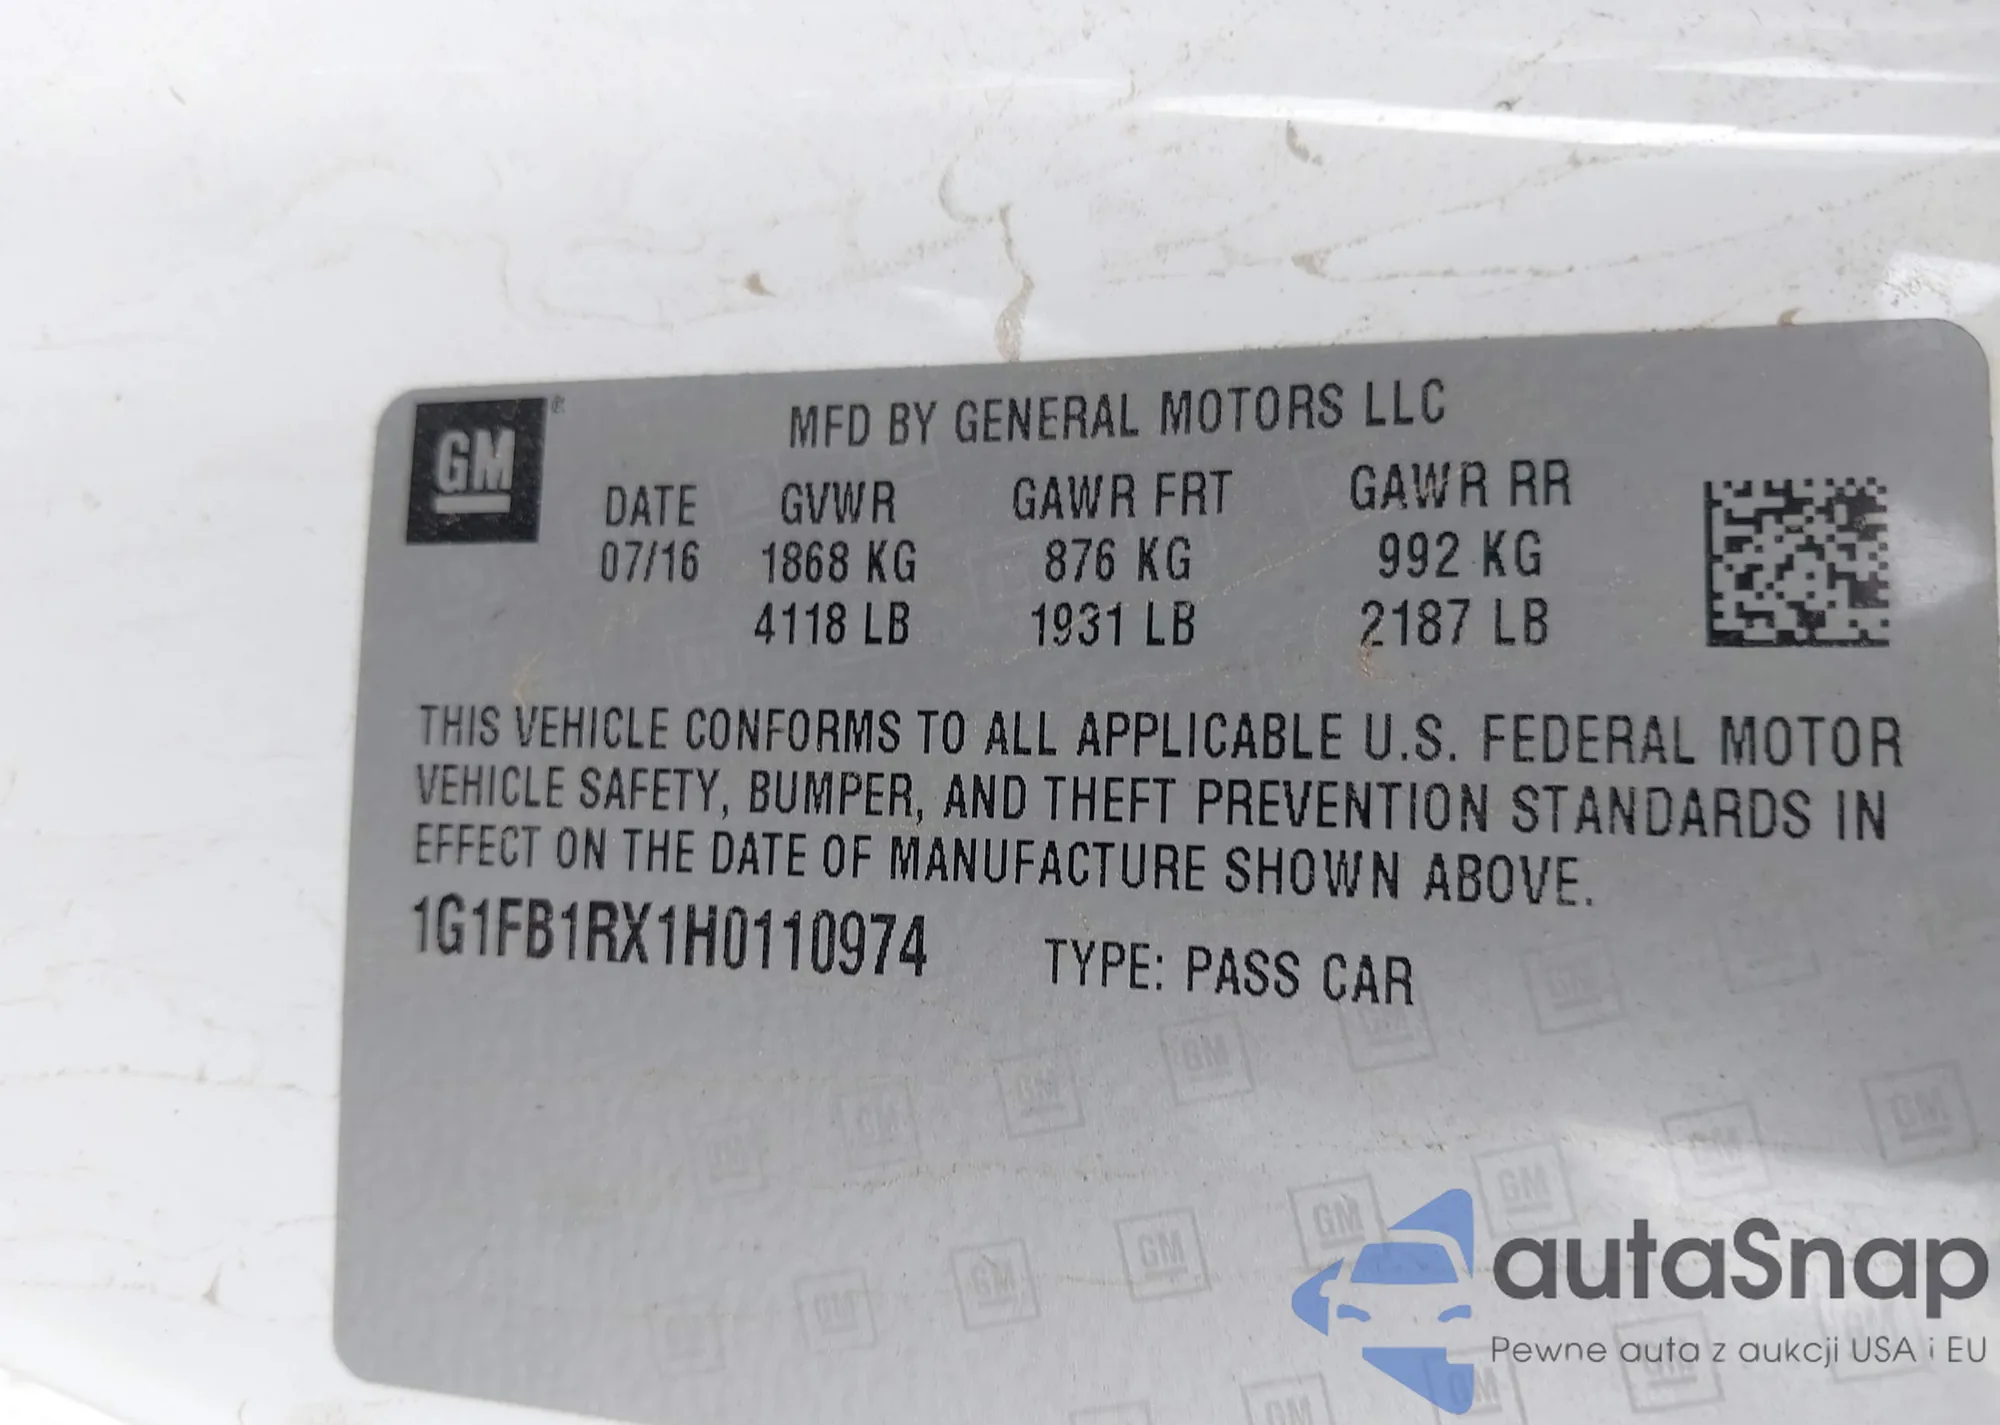 GM®
MFD BY GENERAL MOTORS LLC
DATE GVWR GAWR FRT GAWR RR
07/16 1868 KG 876 KG 992 KG
4118 LB 1931 LB 2187 LB
THIS VEHICLE CONFORMS TO ALL APPLICABLE U.S. FEDERAL MOTOR
VEHICLE SAFETY, BUMPER, AND THEFT PREVENTION STANDARDS IN
EFFECT ON THE DATE OF MANUFACTURE SHOWN ABOVE.
1G1FB1RX1H0110974 TYPE: PASS CAR
autaSnap
Pewne auta z aukcji USA i EU